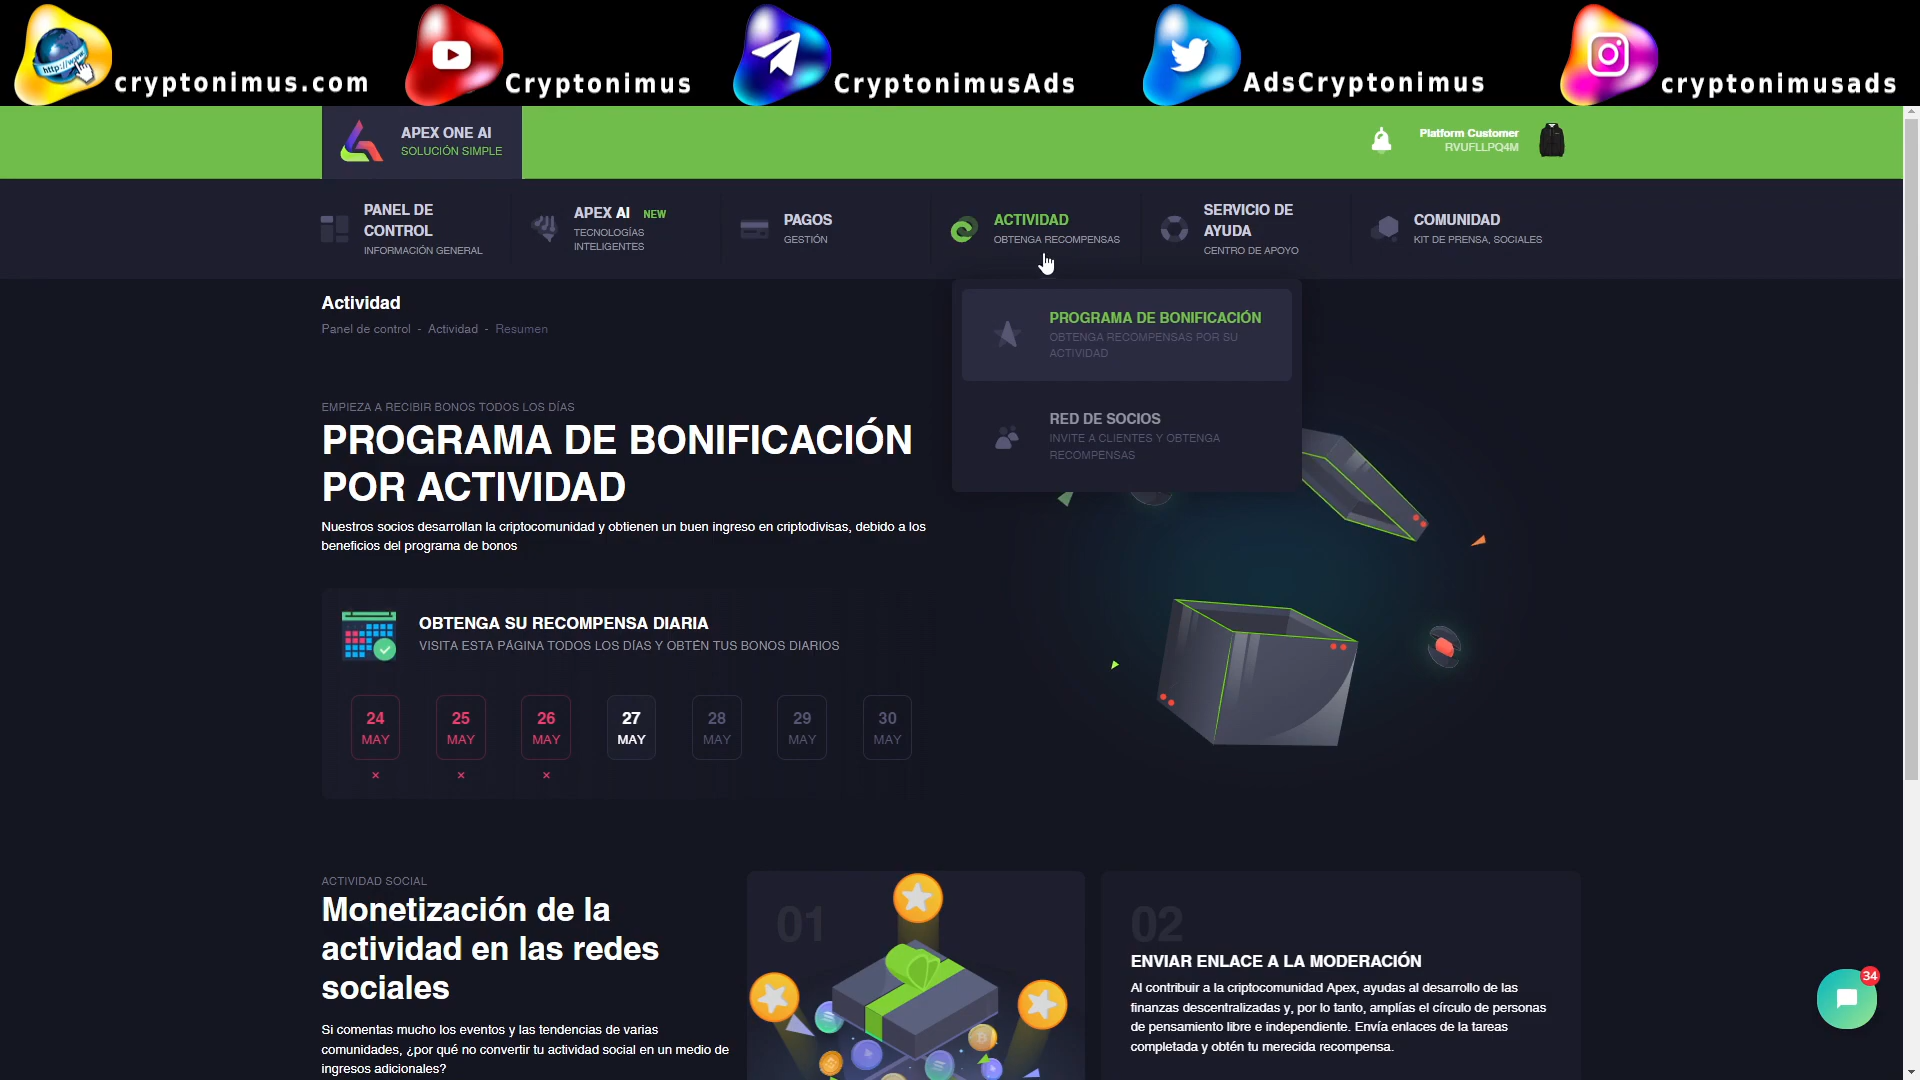 http://www
cryptonimus.com
Cryptonimus
CryptonimusAds
AdsCryptonimus
cryptonimusads
APEX ONE AI
SOLUCIÓN SIMPLE
Platform Customer
RVUFLLPQ4M
PANEL DE
CONTROL
INFORMACIÓN GENERAL
APEX AI NEW
TECNOLOGÍAS
INTELIGENTES
PAGOS
GESTIÓN
ACTIVIDAD
OBTENGA RECOMPENSAS
SERVICIO DE
AYUDA
CENTRO DE APOYO
COMUNIDAD
KIT DE PRENSA, SOCIALES
Actividad
Panel de control - Actividad - Resumen
PROGRAMA DE BONIFICACIÓN
OBTENGA RECOMPENSAS POR SU
ACTIVIDAD
RED DE SOCIOS
INVITE A CLIENTES Y OBTENGA
RECOMPENSAS
EMPIEZA A RECIBIR BONOS TODOS LOS DÍAS
PROGRAMA DE BONIFICACIÓN
POR ACTIVIDAD
Nuestros socios desarrollan la criptocomunidad y obtienen un buen ingreso en criptodivisas, debido a los
beneficios del programa de bonos
OBTENGA SU RECOMPENSA DIARIA
VISITA ESTA PÁGINA TODOS LOS DÍAS Y OBTÉN TUS BONOS DIARIOS
24 25 26 27 28 29 30
MAY MAY MAY MAY MAY MAY MAY
ACTIVIDAD SOCIAL
Monetización de la
actividad en las redes
sociales
Si comentas mucho los eventos y las tendencias de varias
comunidades, ¿por qué no convertir tu actividad social en un medio de
ingresos adicionales?
01
02
ENVIAR ENLACE A LA MODERACIÓN
Al contribuir a la criptocomunidad Apex, ayudas al desarrollo de las
finanzas descentralizadas y, por lo tanto, amplías el círculo de personas
de pensamiento libre e independiente. Envía enlaces de la tareas
completada y obtén tu merecida recompensa.
34